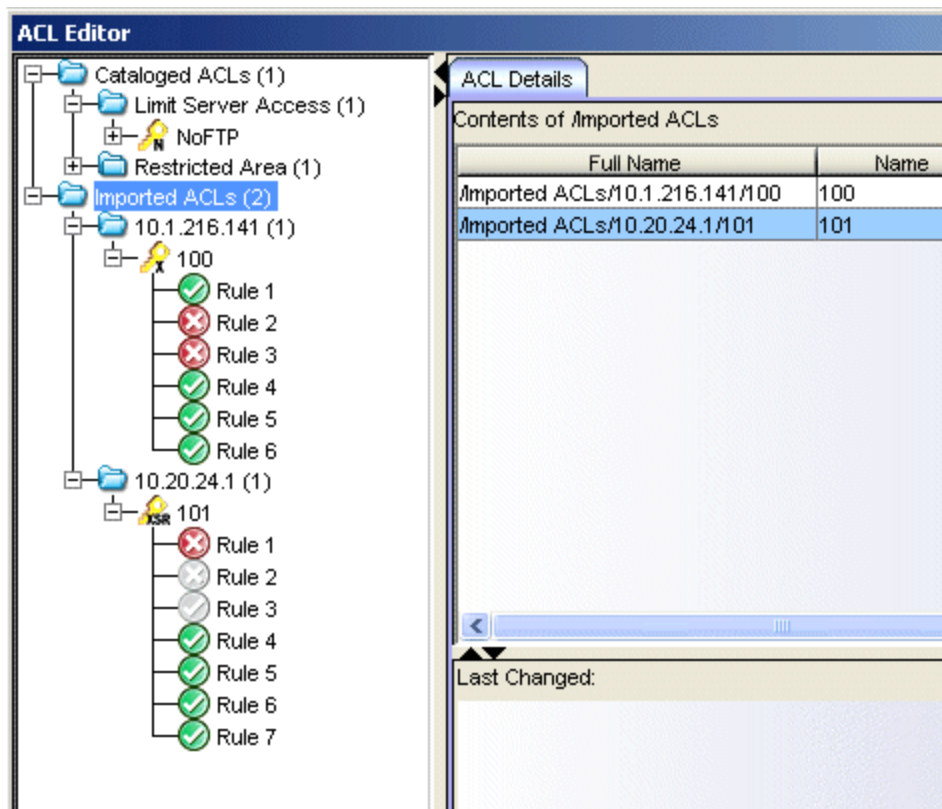 ACL Editor
Cataloged ACLs (1)
Limit Server Access (1)
N NoFTP
Restricted Area (1)
Imported ACLs (2)
10.1.216.141 (1)
X 100
Rule 1
Rule 2
Rule 3
Rule 4
Rule 5
Rule 6
10.20.24.1 (1)
XSR 101
Rule 1
Rule 2
Rule 3
Rule 4
Rule 5
Rule 6
Rule 7
ACL Details
Contents of /Imported ACLs
Full Name Name
/Imported ACLs/10.1.216.141/100 100
/Imported ACLs/10.20.24.1/101 101
Last Changed: